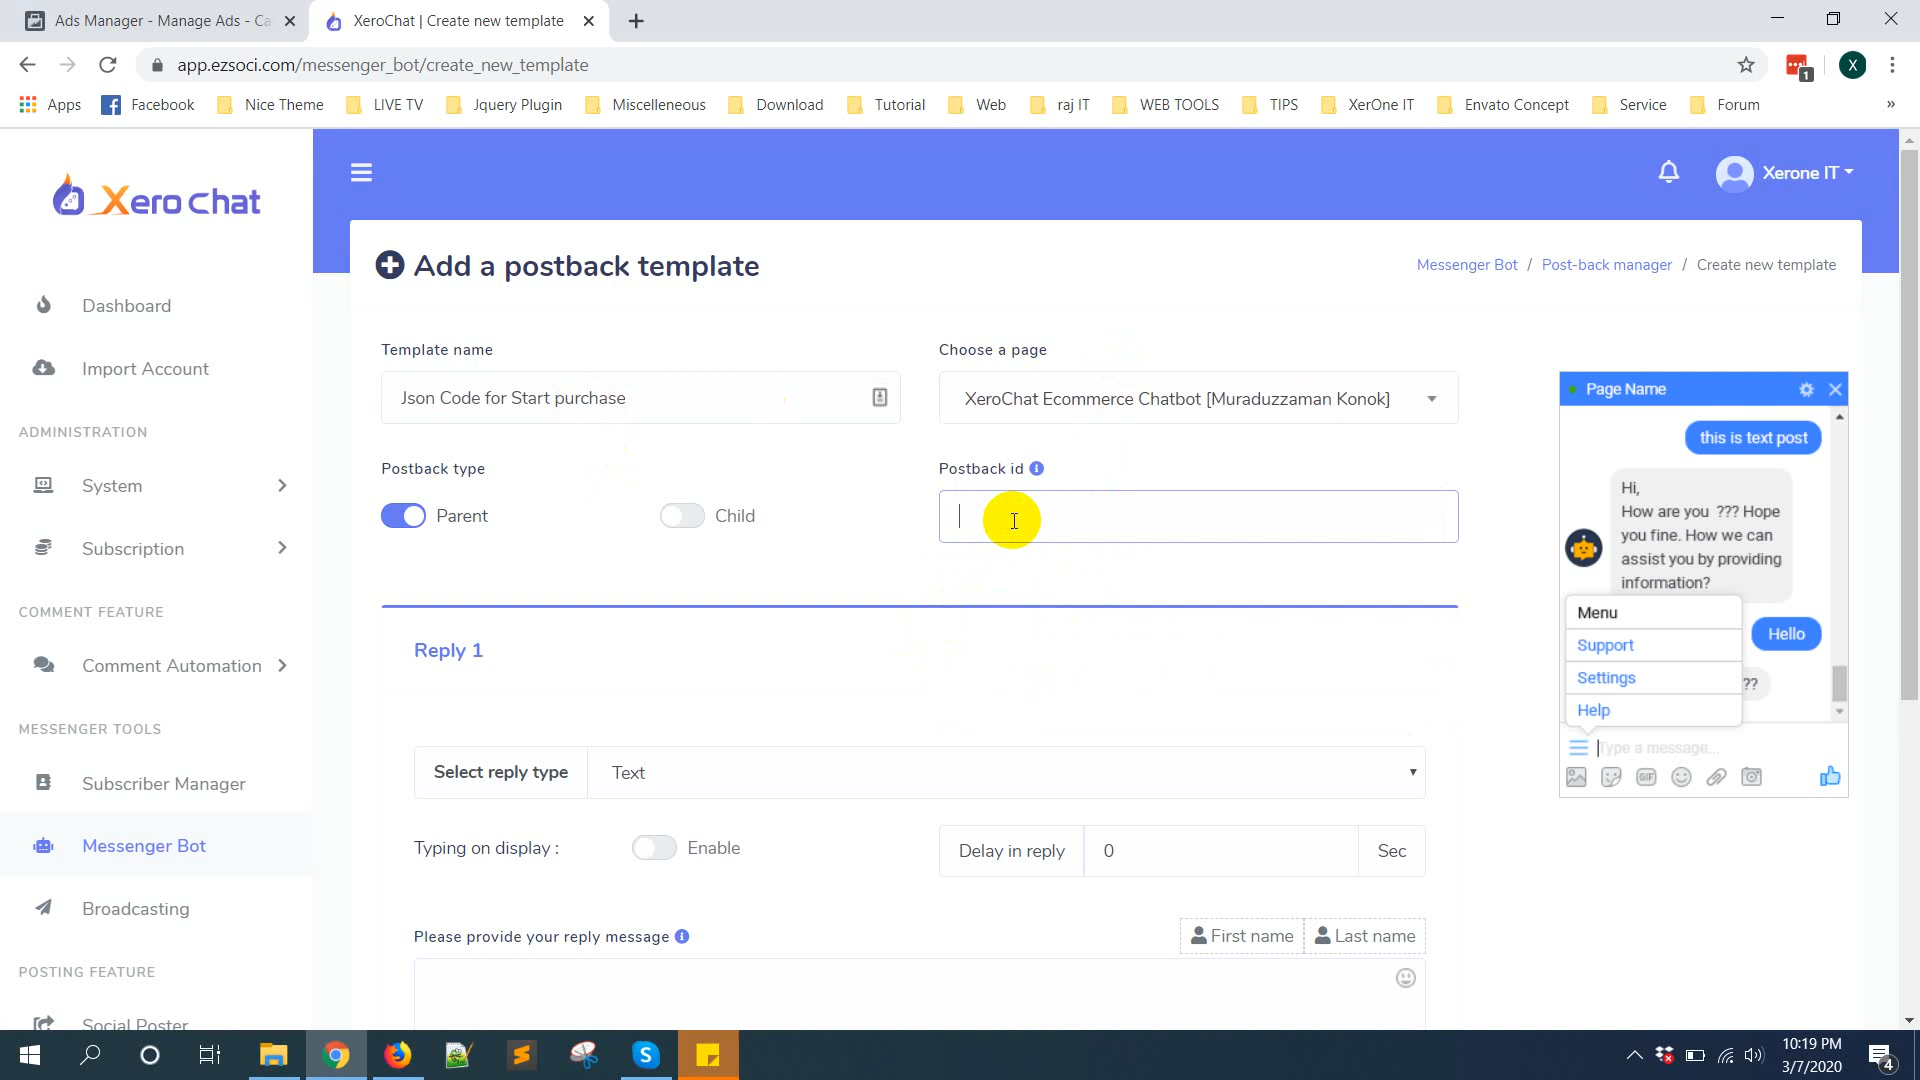 Ads Manager - Manage Ads - Ca
XeroChat | Create new template
app.ezsoci.com/messenger_bot/create_new_template
1
X
Apps
Facebook
Nice Theme
LIVE TV
Jquery Plugin
Miscelleneous
Download
Tutorial
Web
raj IT
WEB TOOLS
TIPS
XerOne IT
Envato Concept
Service
Forum
»
Xero Chat
Xerone IT
Dashboard
Import Account
ADMINISTRATION
System
Subscription
COMMENT FEATURE
Comment Automation
MESSENGER TOOLS
Subscriber Manager
Messenger Bot
Broadcasting
POSTING FEATURE
Social Poster
Add a postback template
Messenger Bot / Post-back manager / Create new template
Template name
Json Code for Start purchase
Choose a page
XeroChat Ecommerce Chatbot [Muraduzzaman Konok]
Postback type
Parent
Child
Postback id
Reply 1
Select reply type
Text
Typing on display :
Enable
Delay in reply
0
Sec
Please provide your reply message
First name
Last name
Page Name
this is text post
Hi,
How are you ??? Hope
you fine. How we can
assist you by providing
information?
Menu
Support
Settings
Help
Hello
??
Type a message...
GIF
10:19 PM
3/7/2020
4